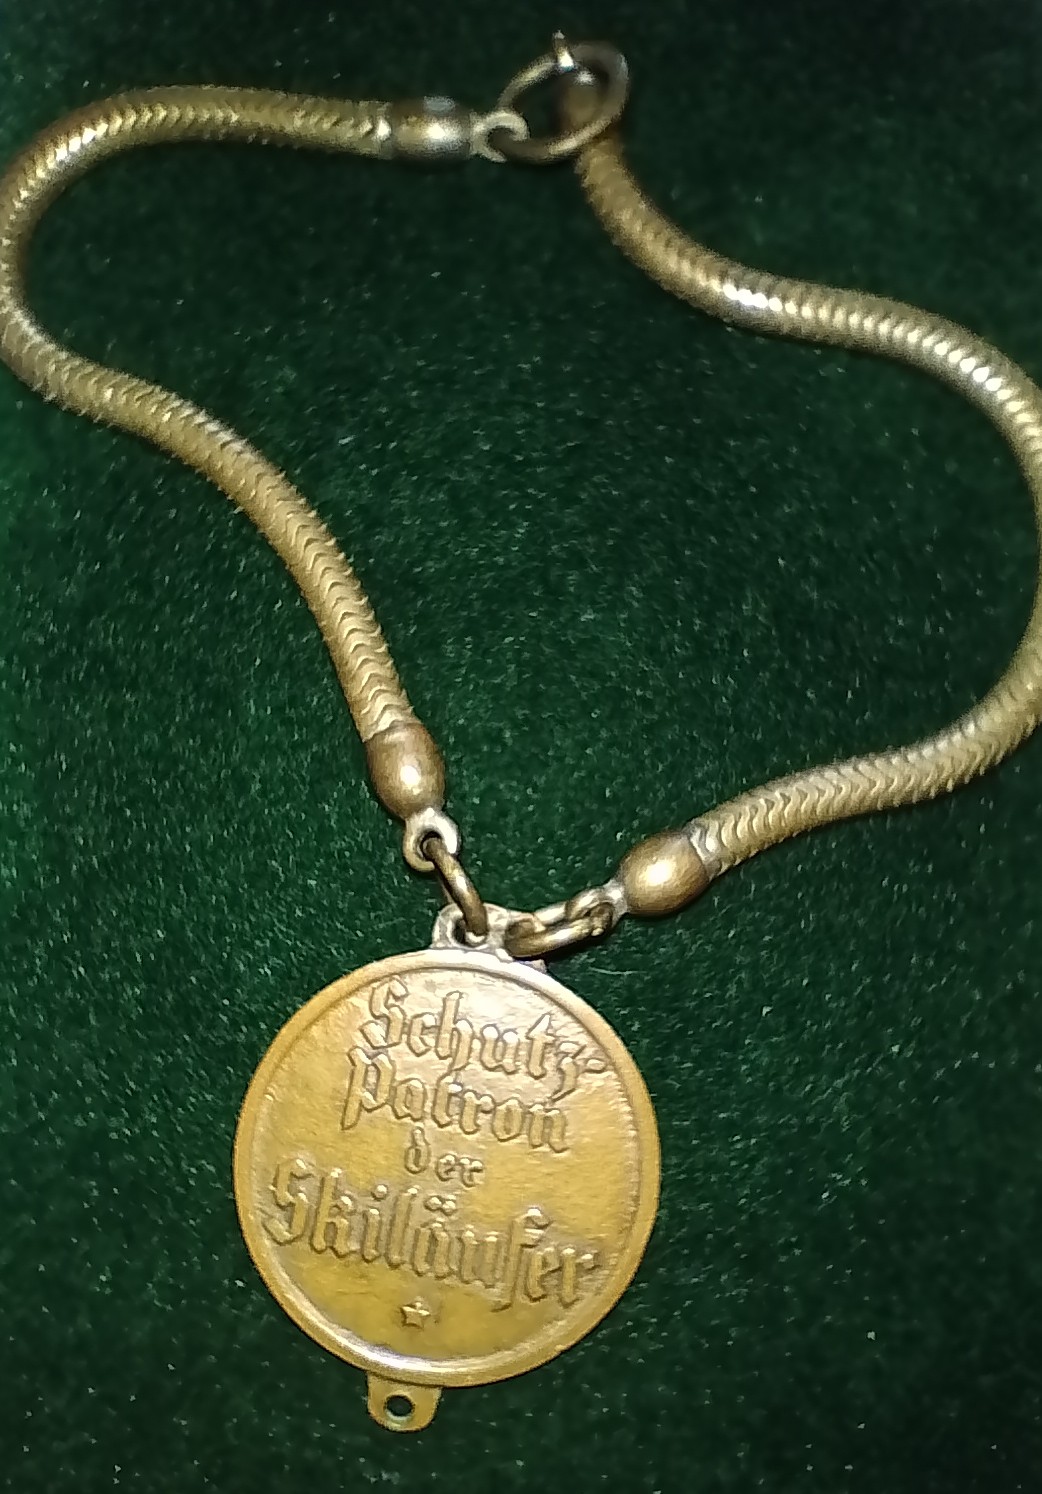 Schutz-
Patron
der
Skiläufer